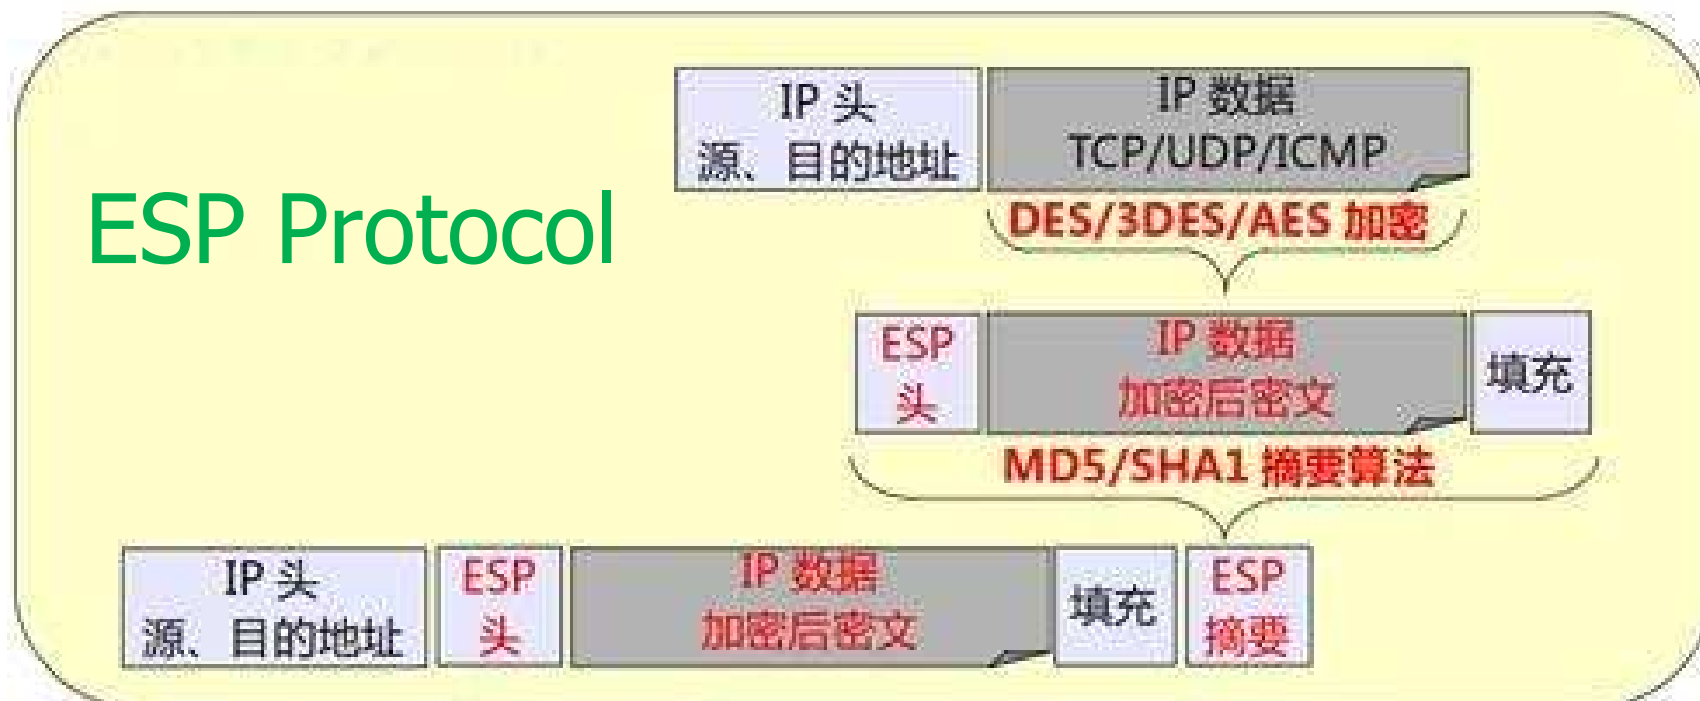 ESP Protocol
IP 头
源、目的地址
IP 数据
TCP/UDP/ICMP
DES/3DES/AES 加密
ESP
头
IP 数据
加密后密文
填充
MD5/SHA1 摘要算法
IP 头
源、目的地址
ESP
头
IP 数据
加密后密文
填充
ESP
摘要